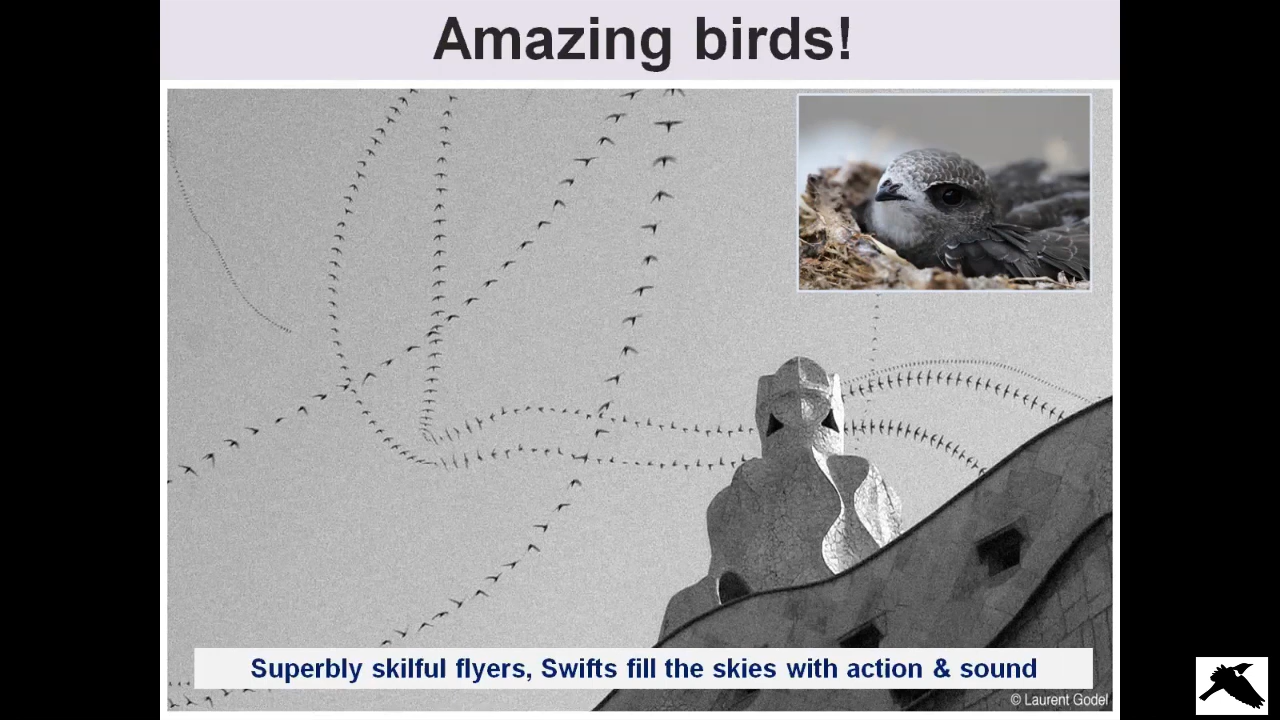 Amazing birds!
Superbly skilful flyers, Swifts fill the skies with action & sound
© Laurent Godel